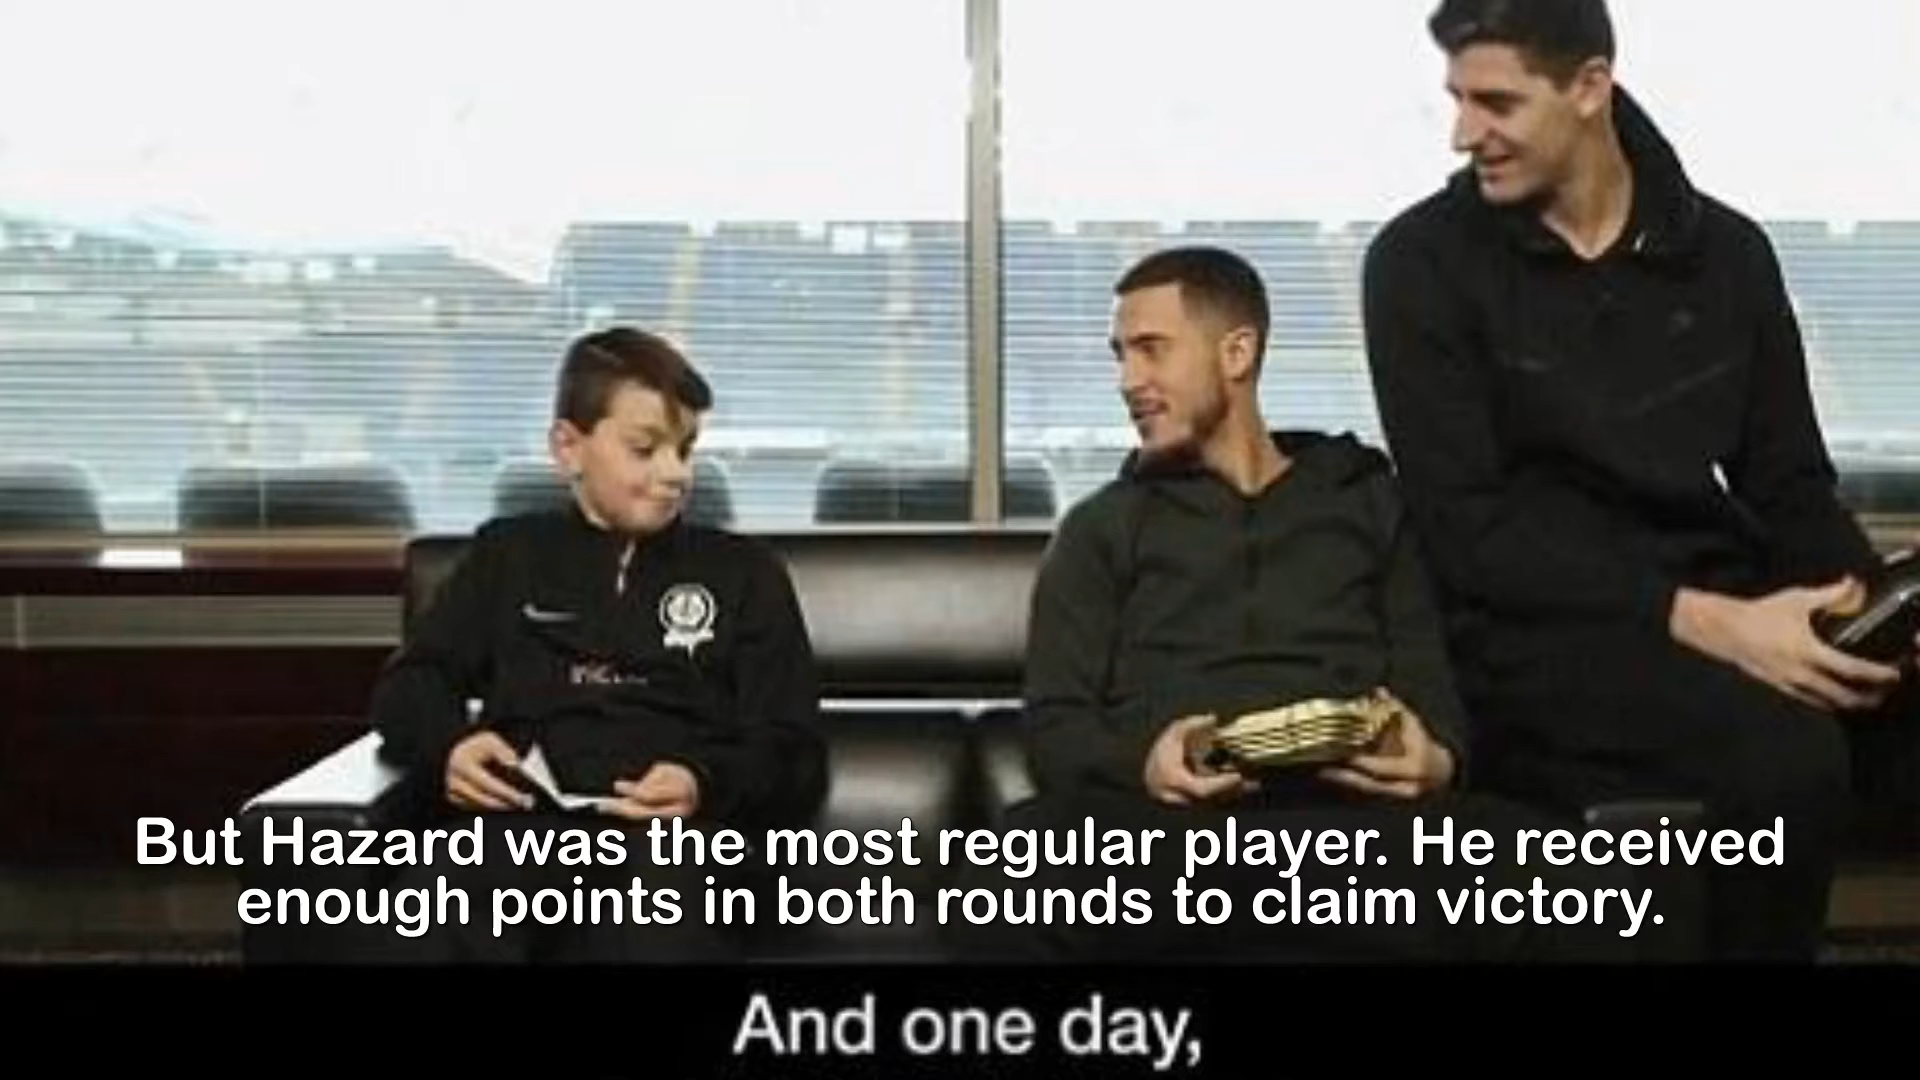 But Hazard was the most regular player. He received
enough points in both rounds to claim victory.
And one day,